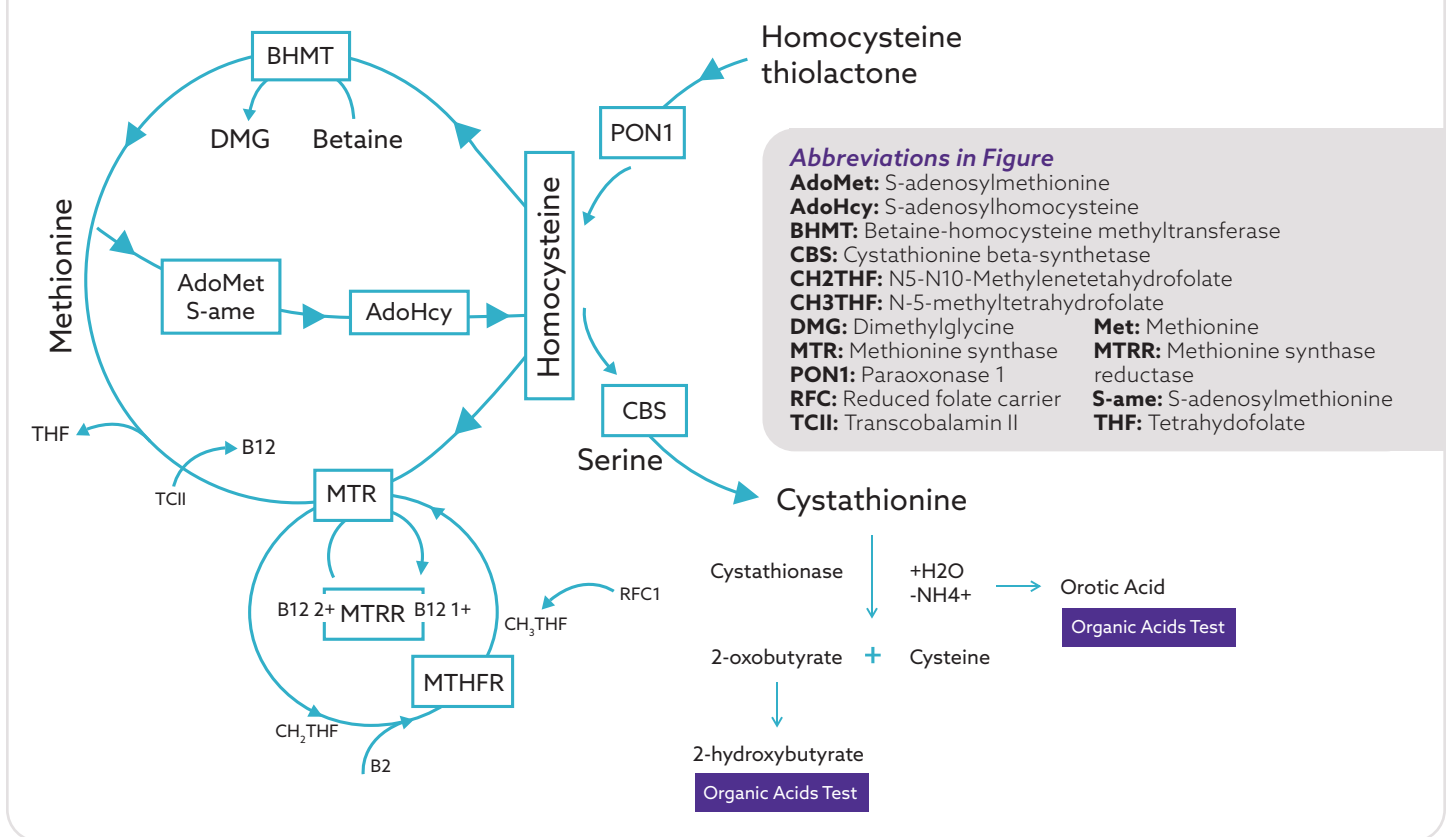 BHMT
DMG
Betaine
Methionine
AdoMet
S-ame
AdoHcy
Homocysteine
Homocysteine
thiolactone
PON1
CBS
Serine
THF
B12
TCII
MTR
B12 2+
MTRR
B12 1+
RFC1
CH₃THF
MTHFR
CH₂THF
B2
Abbreviations in Figure
AdoMet: S-adenosylmethionine
AdoHcy: S-adenosylhomocysteine
BHMT: Betaine-homocysteine methyltransferase
CBS: Cystathionine beta-synthetase
CH2THF: N5-N10-Methylenetetahydrofolate
CH3THF: N-5-methyltetrahydrofolate
DMG: Dimethylglycine Met: Methionine
MTR: Methionine synthase MTRR: Methionine synthase
PON1: Paraoxonase 1 reductase
RFC: Reduced folate carrier S-ame: S-adenosylmethionine
TCII: Transcobalamin II THF: Tetrahydofolate
Cystathionine
Cystathionase
+H2O
-NH4+
Orotic Acid
Organic Acids Test
2-oxobutyrate + Cysteine
2-hydroxybutyrate
Organic Acids Test